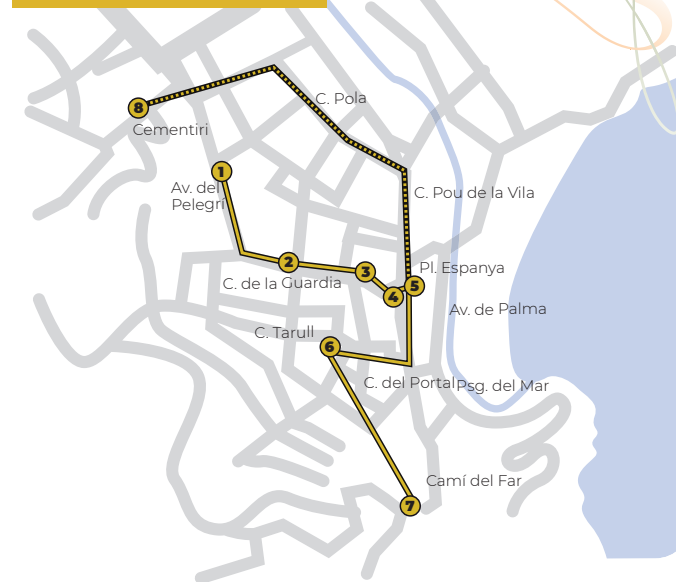 C. Pola
8
Cementiri
1
Av. del
Pelegrí
C. Pou de la Vila
2
3
Pl. Espanya
C. de la Guardia
5
4
Av. de Palma
C. Tarull
6
C. del Portal
Psg. del Mar
Camí del Far
7